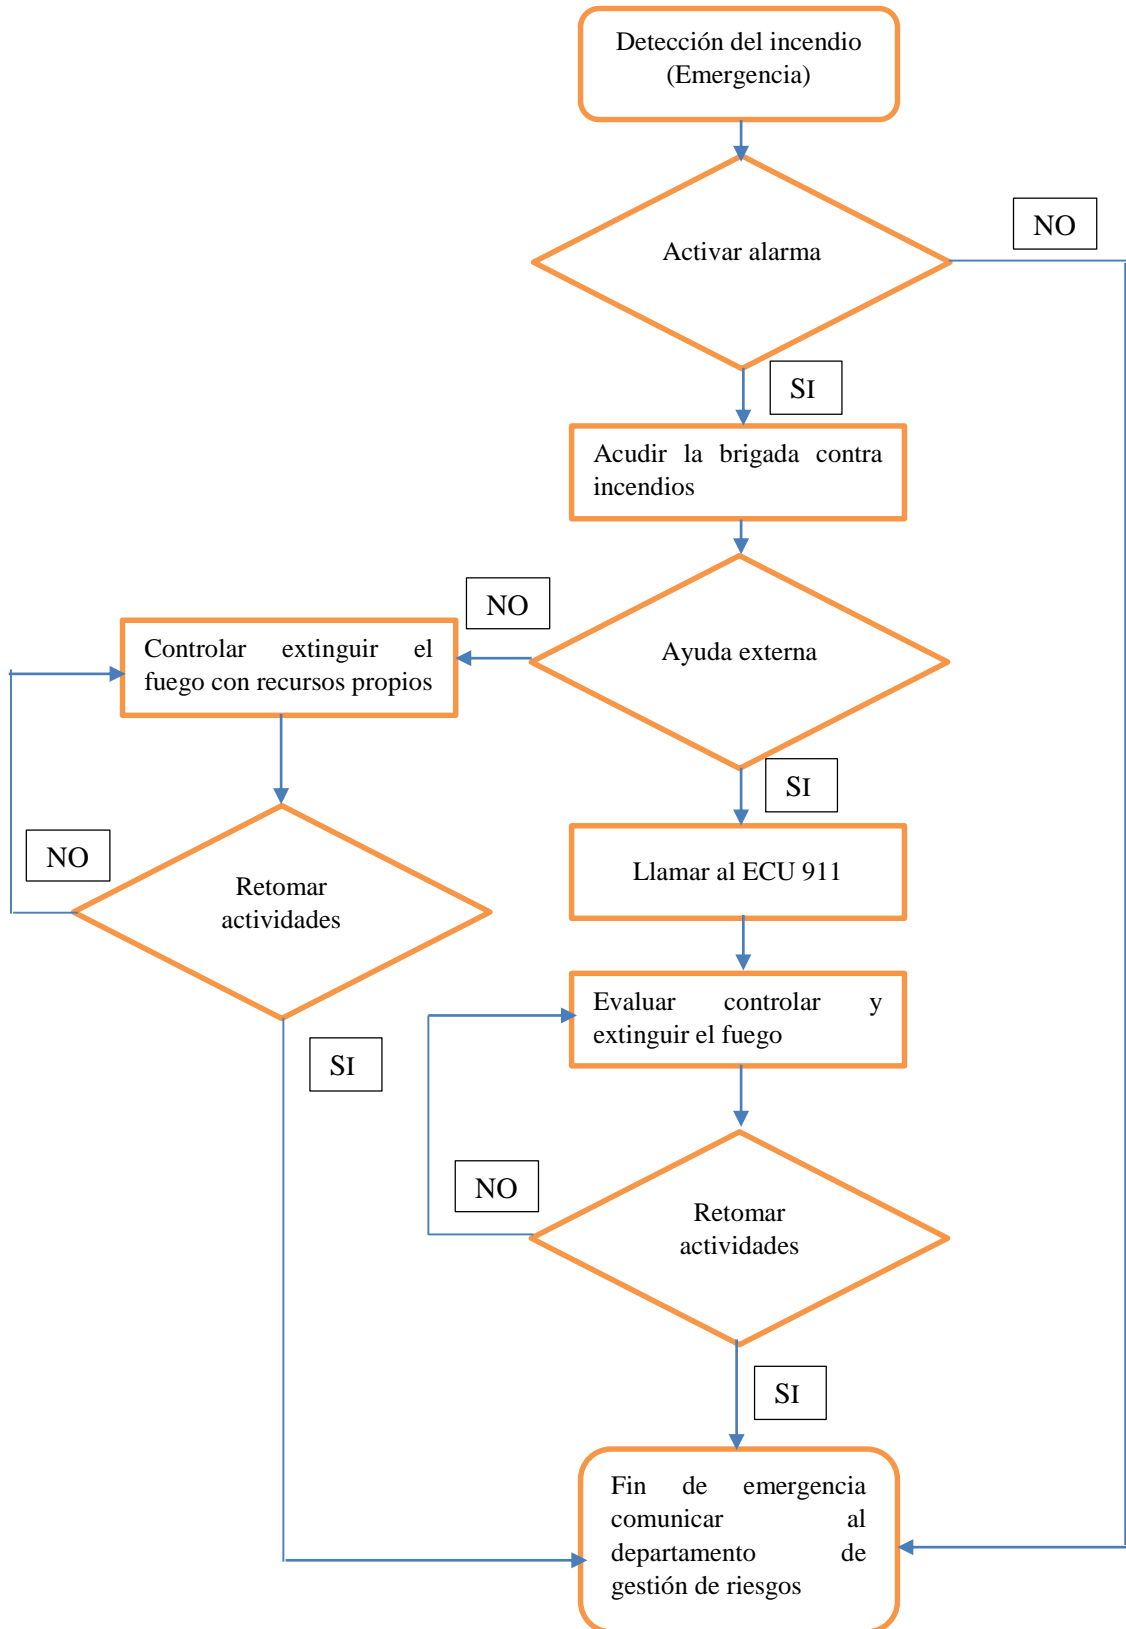 Detección del incendio
(Emergencia)
Activar alarma
NO
SI
Acudir la brigada contra
incendios
Ayuda externa
NO
Controlar extinguir el
fuego con recursos propios
SI
Llamar al ECU 911
NO
Retomar
actividades
SI
Evaluar controlar y
extinguir el fuego
NO
Retomar
actividades
SI
Fin de emergencia
comunicar al
departamento de
gestión de riesgos